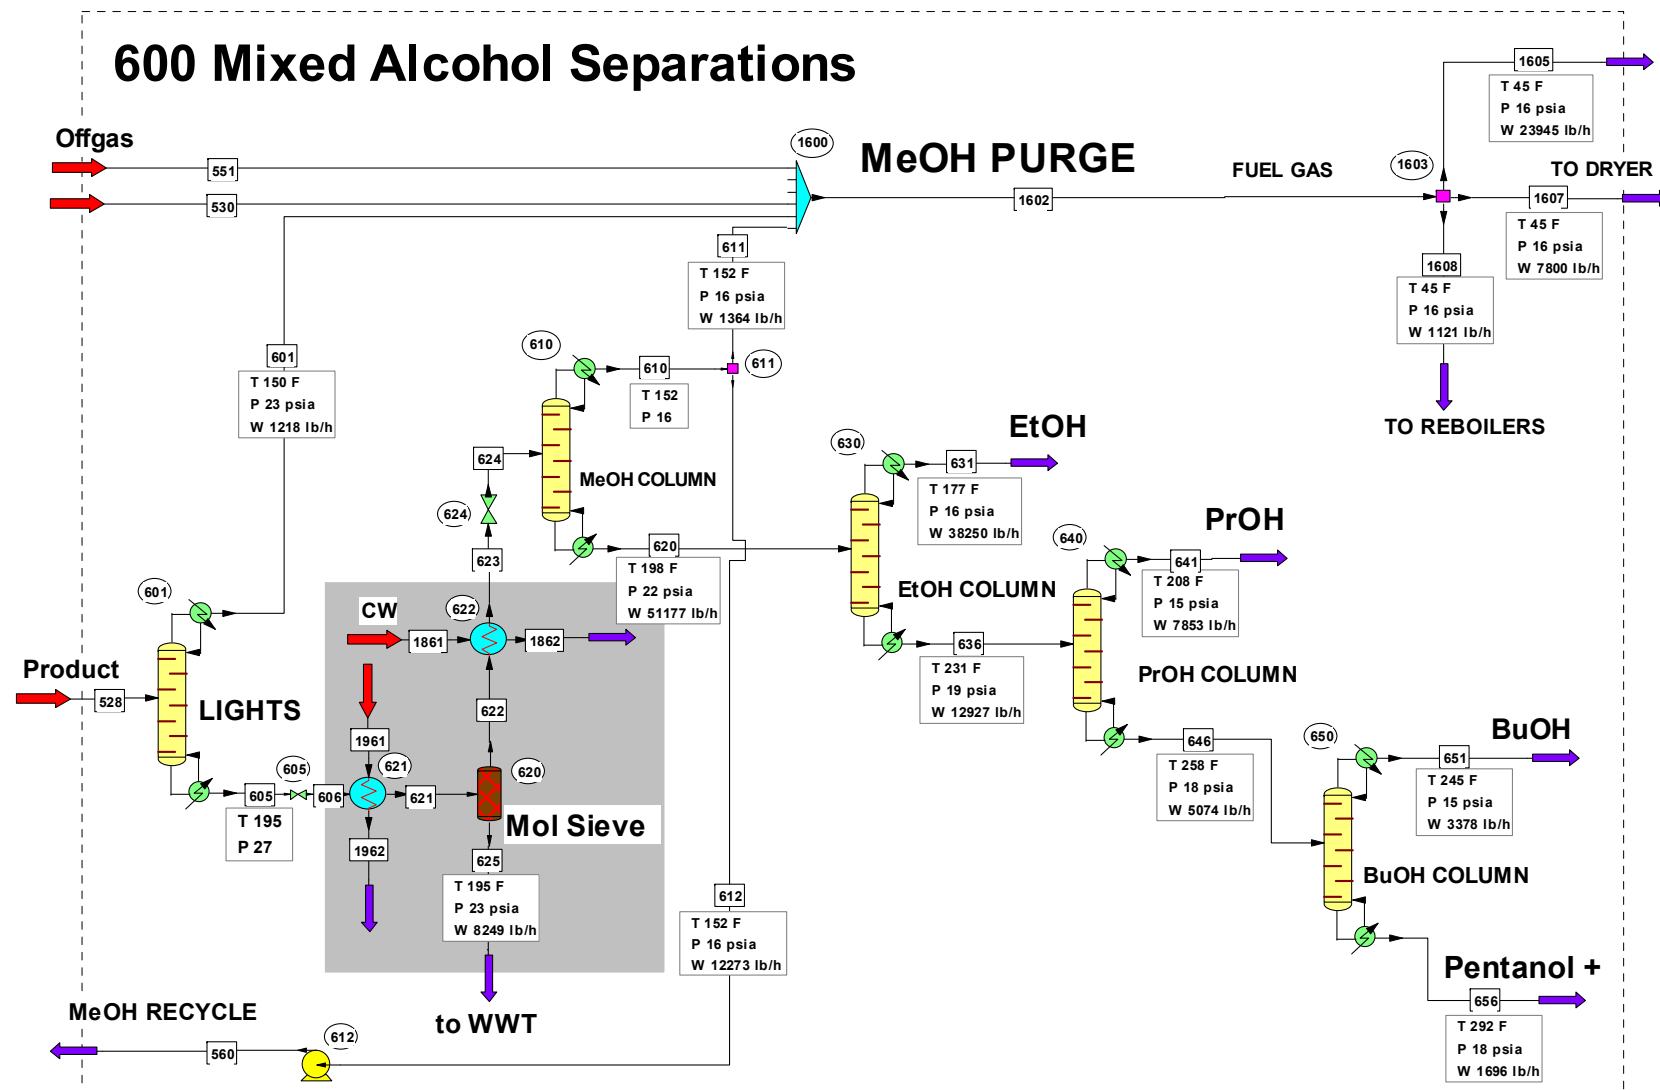 600 Mixed Alcohol Separations
1605
T 45 F
P 16 psia
W 23945 lb/h
Offgas
551
530
1600
MeOH PURGE
1602
FUEL GAS
1603
TO DRYER
1607
T 45 F
P 16 psia
W 7800 lb/h
1608
T 45 F
P 16 psia
W 1121 lb/h
TO REBOILERS
611
T 152 F
P 16 psia
W 1364 lb/h
601
T 150 F
P 23 psia
W 1218 lb/h
610
610
T 152
P 16
611
MeOH COLUMN
624
624
623
620
T 198 F
P 22 psia
W 51177 lb/h
EtOH
630
631
T 177 F
P 16 psia
W 38250 lb/h
EtOH COLUMN
636
T 231 F
P 19 psia
W 12927 lb/h
PrOH
640
641
T 208 F
P 15 psia
W 7853 lb/h
PrOH COLUMN
646
T 258 F
P 18 psia
W 5074 lb/h
BuOH
650
651
T 245 F
P 15 psia
W 3378 lb/h
BuOH COLUMN
Pentanol +
656
T 292 F
P 18 psia
W 1696 lb/h
601
Product
528
LIGHTS
605
T 195
P 27
605
606
CW
1861
622
1862
622
1961
621
621
1962
620
Mol Sieve
625
T 195 F
P 23 psia
W 8249 lb/h
to WWT
612
T 152 F
P 16 psia
W 12273 lb/h
MeOH RECYCLE
560
612